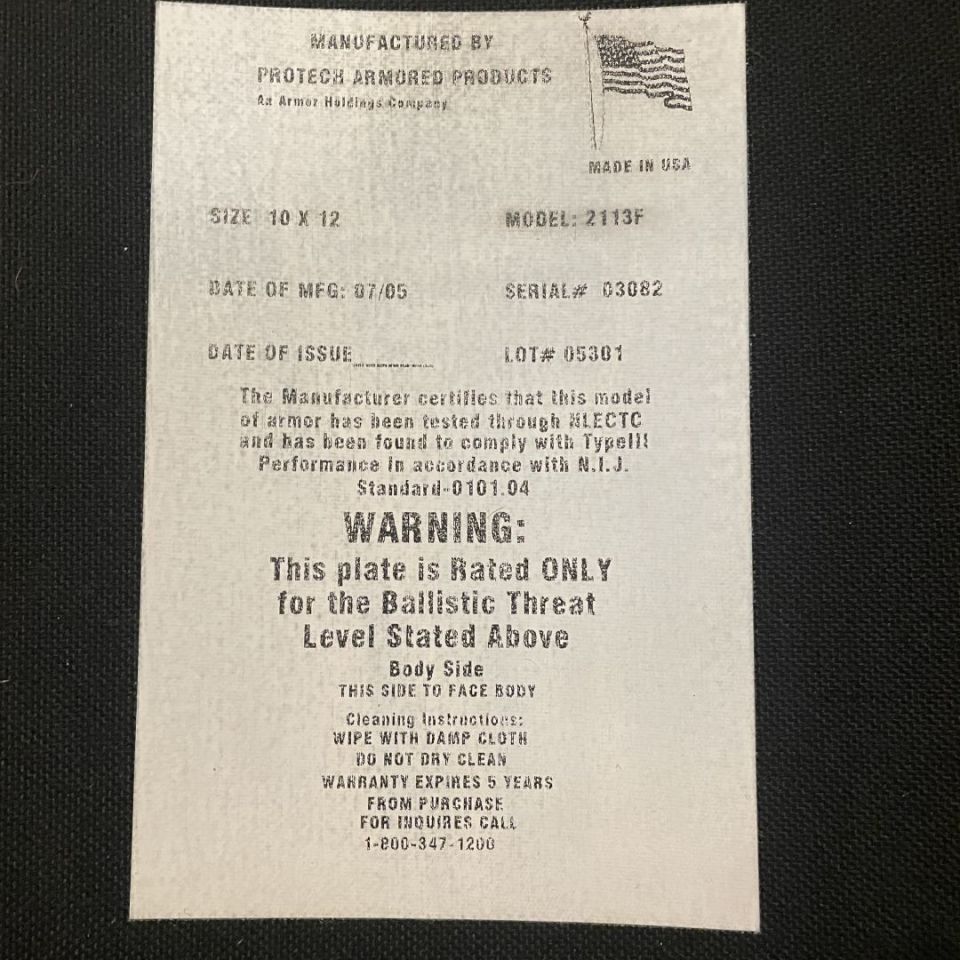 MANUFACTURED BY
PROTECH ARMORED PRODUCTS
An Armor Holdings Company
MADE IN USA
SIZE 10 X 12
MODEL: 2113F
DATE OF MFG: 07/05
SERIAL# 03082
DATE OF ISSUE
LOT# 05301
The Manufacturer certifies that this model
of armor has been tested through NLECTC
and has been found to comply with TypeIII
Performance in accordance with N.I.J.
Standard-0101.04
WARNING:
This plate is Rated ONLY
for the Ballistic Threat
Level Stated Above
Body Side
THIS SIDE TO FACE BODY
Cleaning Instructions:
WIPE WITH DAMP CLOTH
DO NOT DRY CLEAN
WARRANTY EXPIRES 5 YEARS
FROM PURCHASE
FOR INQUIRES CALL
1-800-347-1200